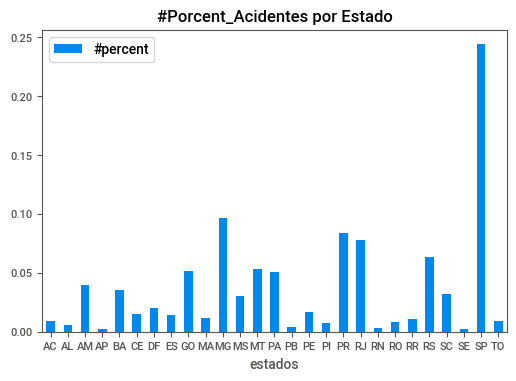 #Porcent_Acidentes por Estado
#percent
0.25
0.20
0.15
0.10
0.05
0.00
AC AL AM AP BA CE DF ES GO MA MG MS MT PA PB PE PI PR RJ RN RO RR RS SC SE SP TO
estados